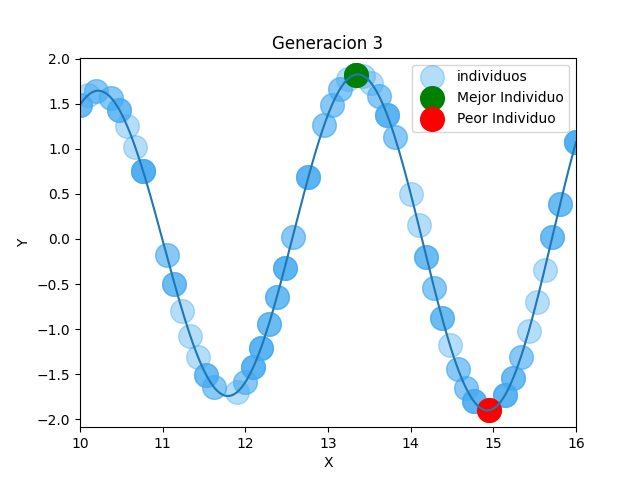 Generacion 3
individuos
Mejor Individuo
Peor Individuo
Y
2.0
1.5
1.0
0.5
0.0
−0.5
−1.0
−1.5
−2.0
10 11 12 13 14 15 16
X